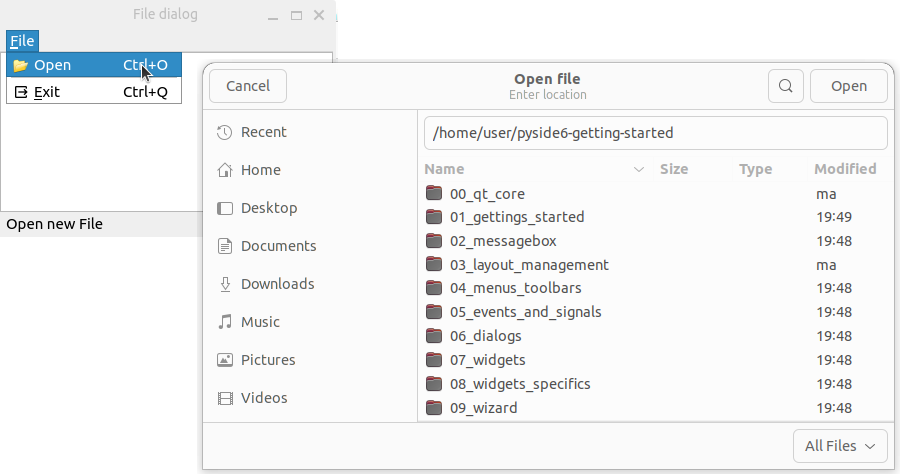 File dialog
File
Open Ctrl+O
Exit Ctrl+Q
Open new File
Cancel
Open file
Enter location
Open
/home/user/pyside6-getting-started
Recent
Home
Desktop
Documents
Downloads
Music
Pictures
Videos
Name Size Type Modified
00_qt_core ma
01_gettings_started 19:49
02_messagebox 19:48
03_layout_management ma
04_menus_toolbars 19:48
05_events_and_signals 19:48
06_dialogs 19:48
07_widgets 19:48
08_widgets_specifics 19:48
09_wizard 19:48
All Files